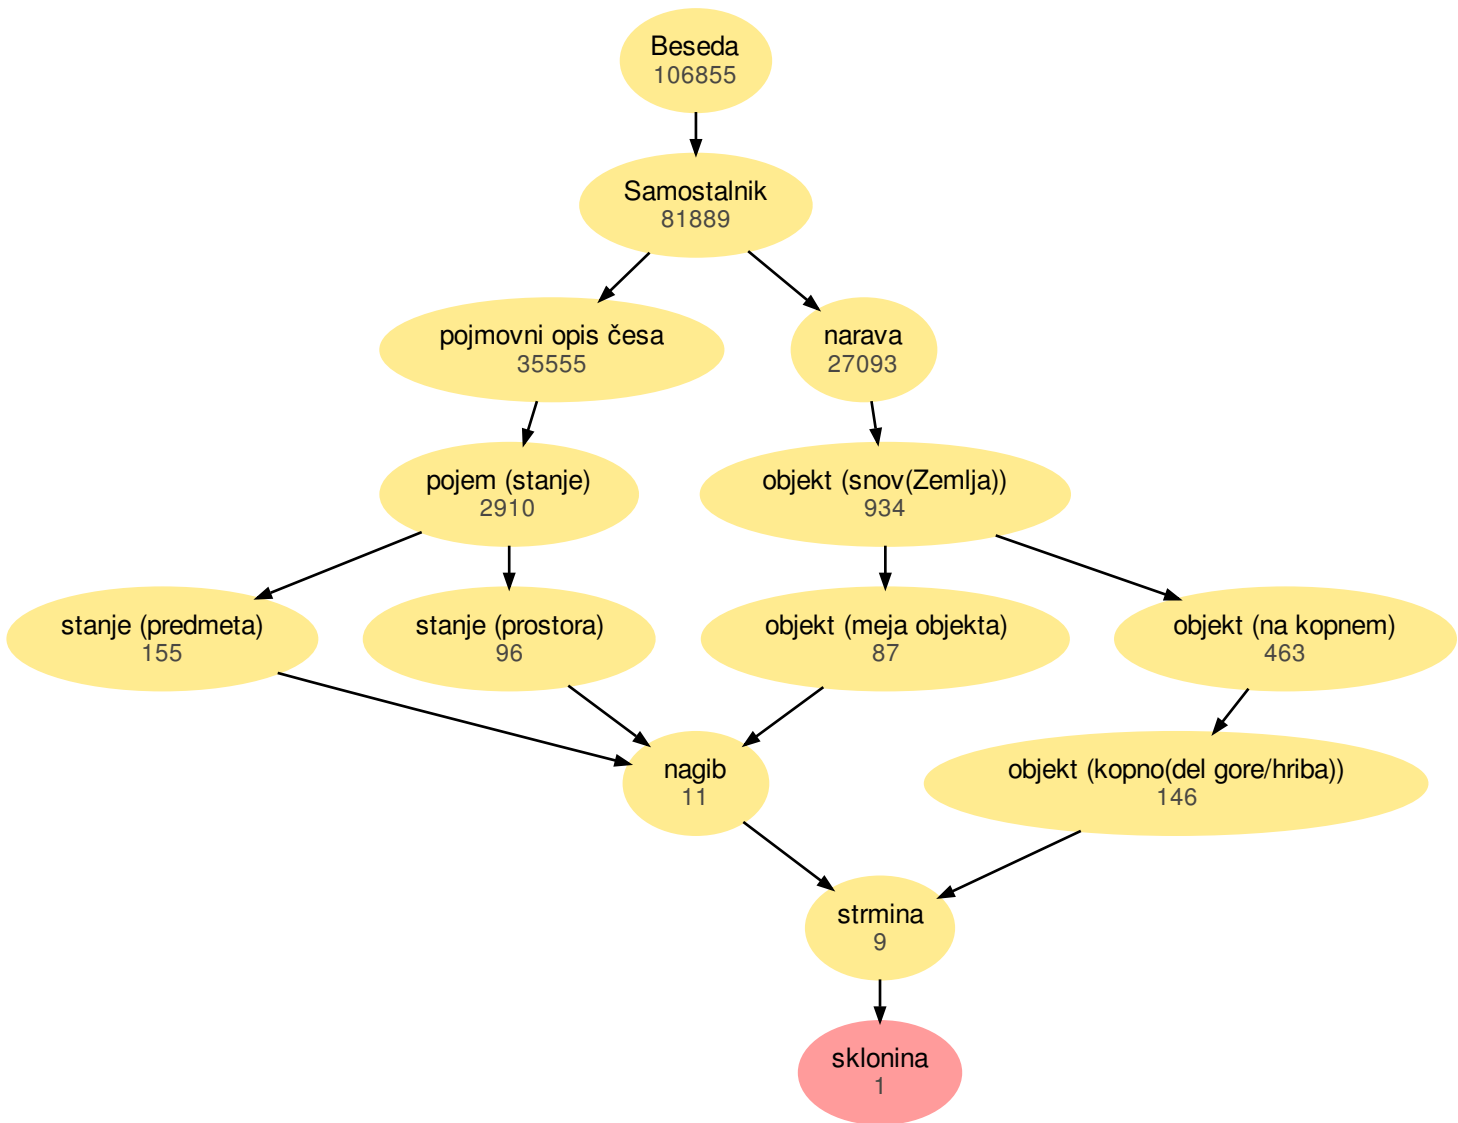 Beseda
106855
Samostalnik
81889
pojmovni opis česa
35555
narava
27093
pojem (stanje)
2910
objekt (snov(Zemlja))
934
stanje (predmeta)
155
stanje (prostora)
96
objekt (meja objekta)
87
objekt (na kopnem)
463
nagib
11
objekt (kopno(del gore/hriba))
146
strmina
9
sklonina
1